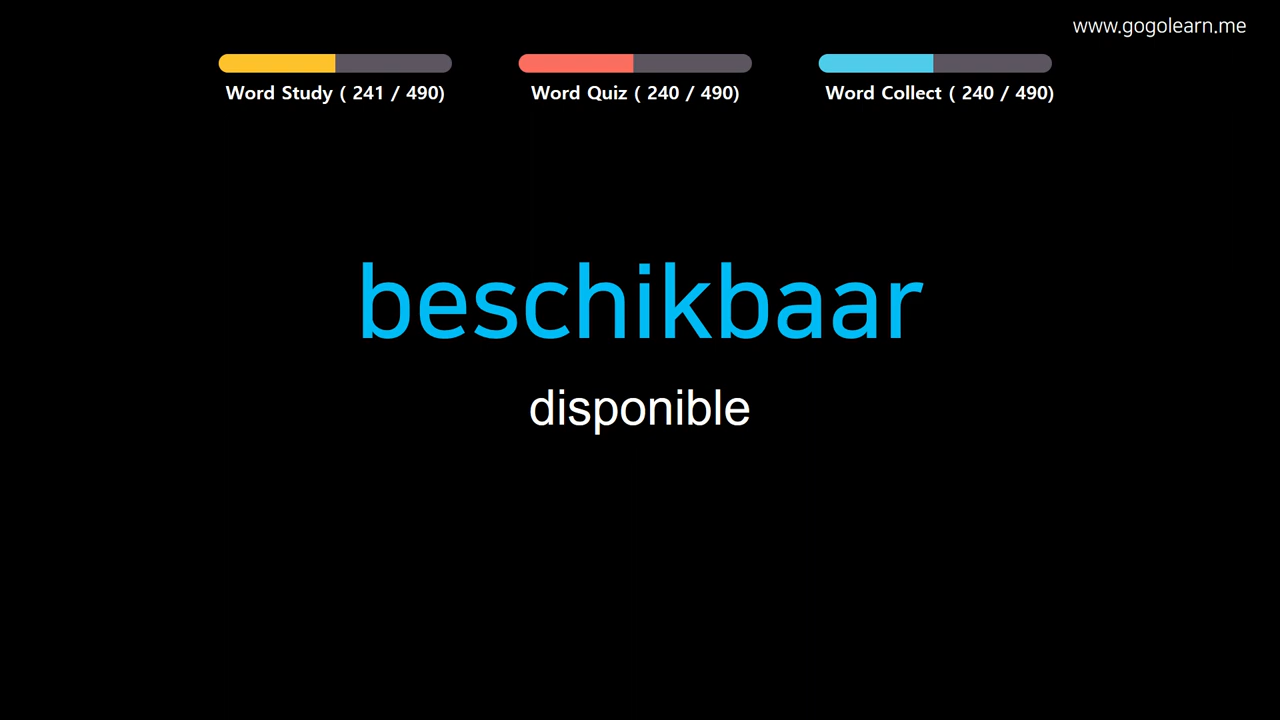 www.gogolearn.me
Word Study ( 241 / 490)
Word Quiz ( 240 / 490)
Word Collect ( 240 / 490)
beschikbaar
disponible